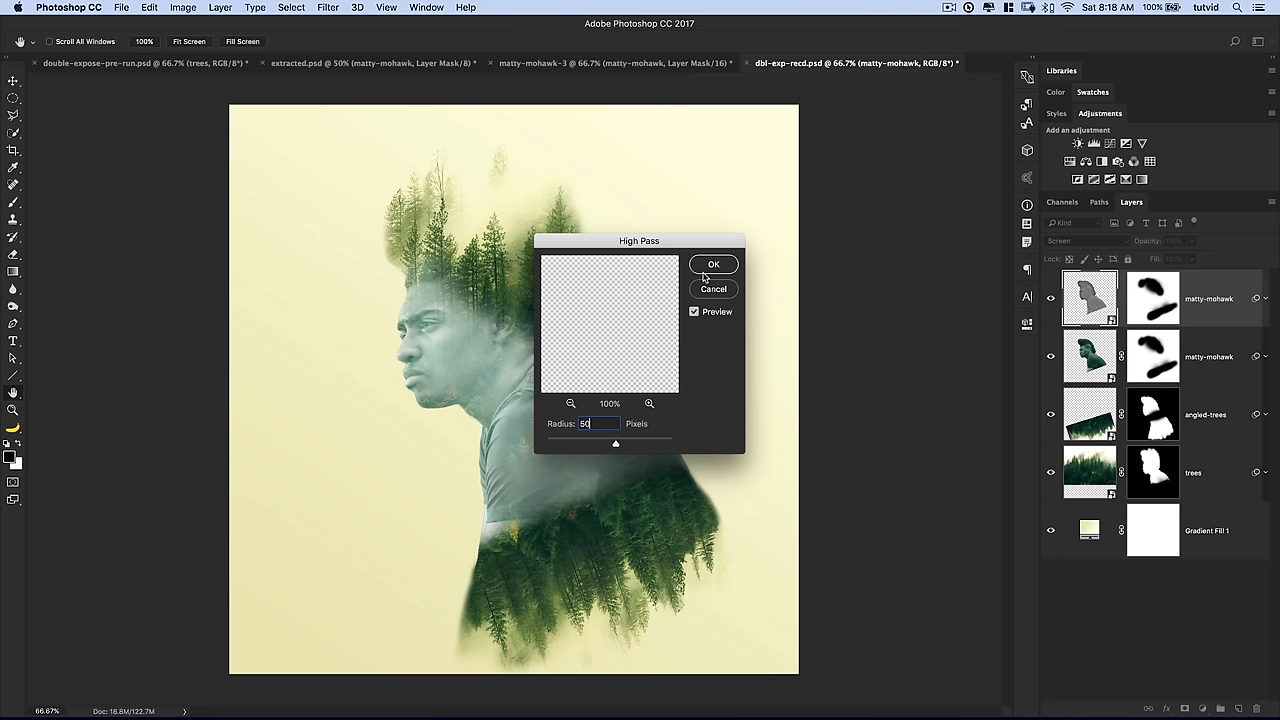 Photoshop CC File Edit Image Layer Type Select Filter 3D View Window Help Sat 8:18 AM 100% tutvid
Adobe Photoshop CC 2017
Scroll All Windows 100% Fit Screen Fill Screen
double-expose-pre-run.psd @ 66.7% (trees, RGB/8*) * extracted.psd @ 50% (matty-mohawk, Layer Mask/8) * matty-mohawk-3 @ 66.7% (matty-mohawk, Layer Mask/16) * dbl-exp-recd.psd @ 66.7% (matty-mohawk, RGB/8*) *
Libraries
Color Swatches
Styles Adjustments
Add an adjustment
Channels Paths Layers
Kind
Screen Opacity: 100%
Lock: Fill: 100%
matty-mohawk
matty-mohawk
angled-trees
trees
Gradient Fill 1
High Pass
OK
Cancel
Preview
100%
Radius: 50 Pixels
66.67% Doc: 18.8M/122.7M